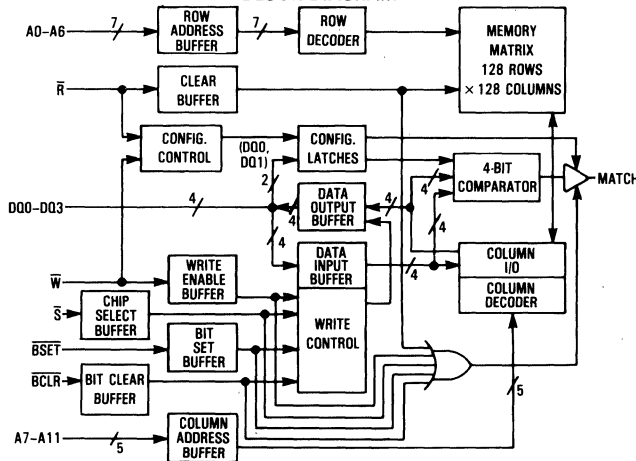 A0–A6
7
ROW
ADDRESS
BUFFER
7
ROW
DECODER
MEMORY
MATRIX
128 ROWS
× 128 COLUMNS
R̅
CLEAR
BUFFER
CONFIG.
CONTROL
(DQ0,
DQ1)
2
CONFIG.
LATCHES
4-BIT
COMPARATOR
MATCH
DQ0–DQ3
4
4
DATA
OUTPUT
BUFFER
4
4
4
4
DATA
INPUT
BUFFER
4
COLUMN
I/O
COLUMN
DECODER
W̅
WRITE
ENABLE
BUFFER
S̅
CHIP
SELECT
BUFFER
WRITE
CONTROL
B̅S̅E̅T̅
BIT
SET
BUFFER
B̅C̅L̅R̅
BIT CLEAR
BUFFER
5
A7–A11
5
COLUMN
ADDRESS
BUFFER